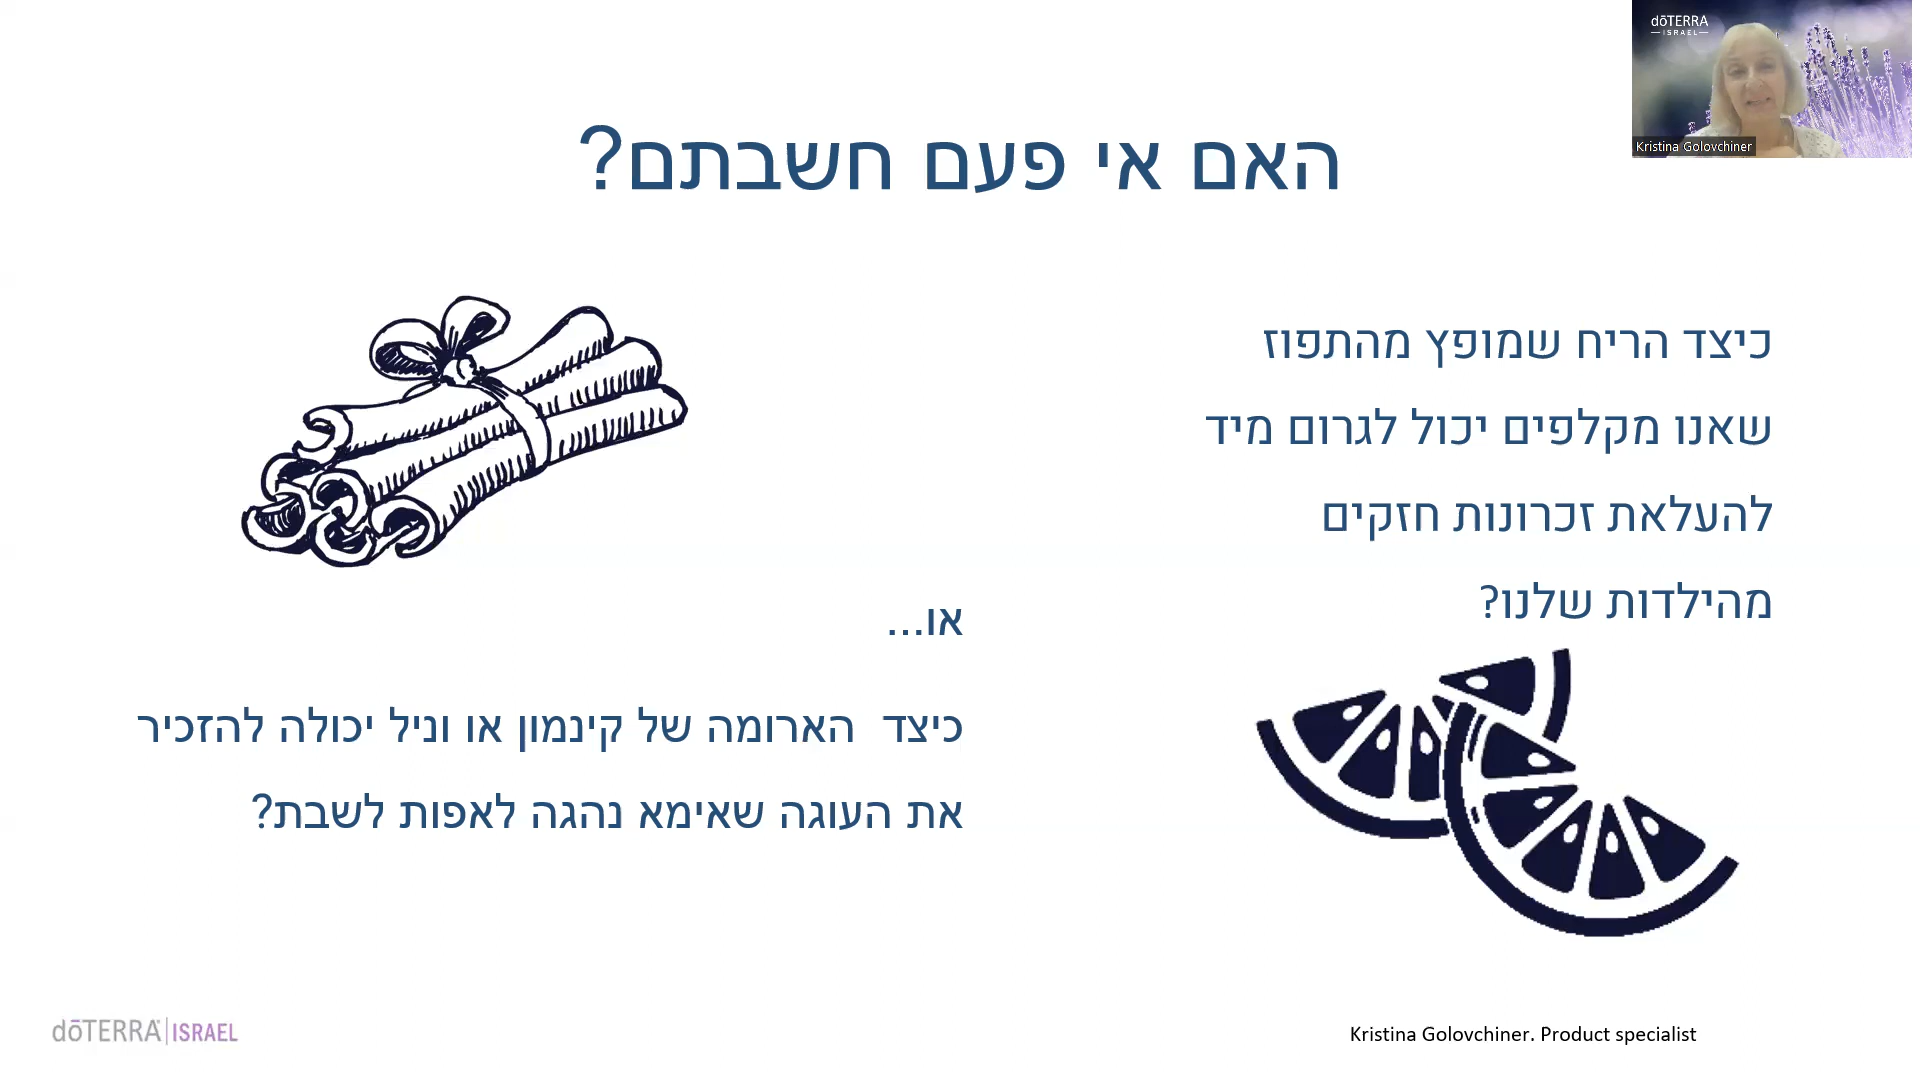 dōTERRA
ISRAEL
Kristina Golovchiner
האם אי פעם חשבתם?
כיצד הריח שמופץ מהתפוז
שאנו מקלפים יכול לגרום מיד
להעלאת זכרונות חזקים
מהילדות שלנו?
או...
כיצד הארומה של קינמון או וניל יכולה להזכיר
את העוגה שאימא נהגה לאפות לשבת?
dōTERRA | ISRAEL
Kristina Golovchiner. Product specialist